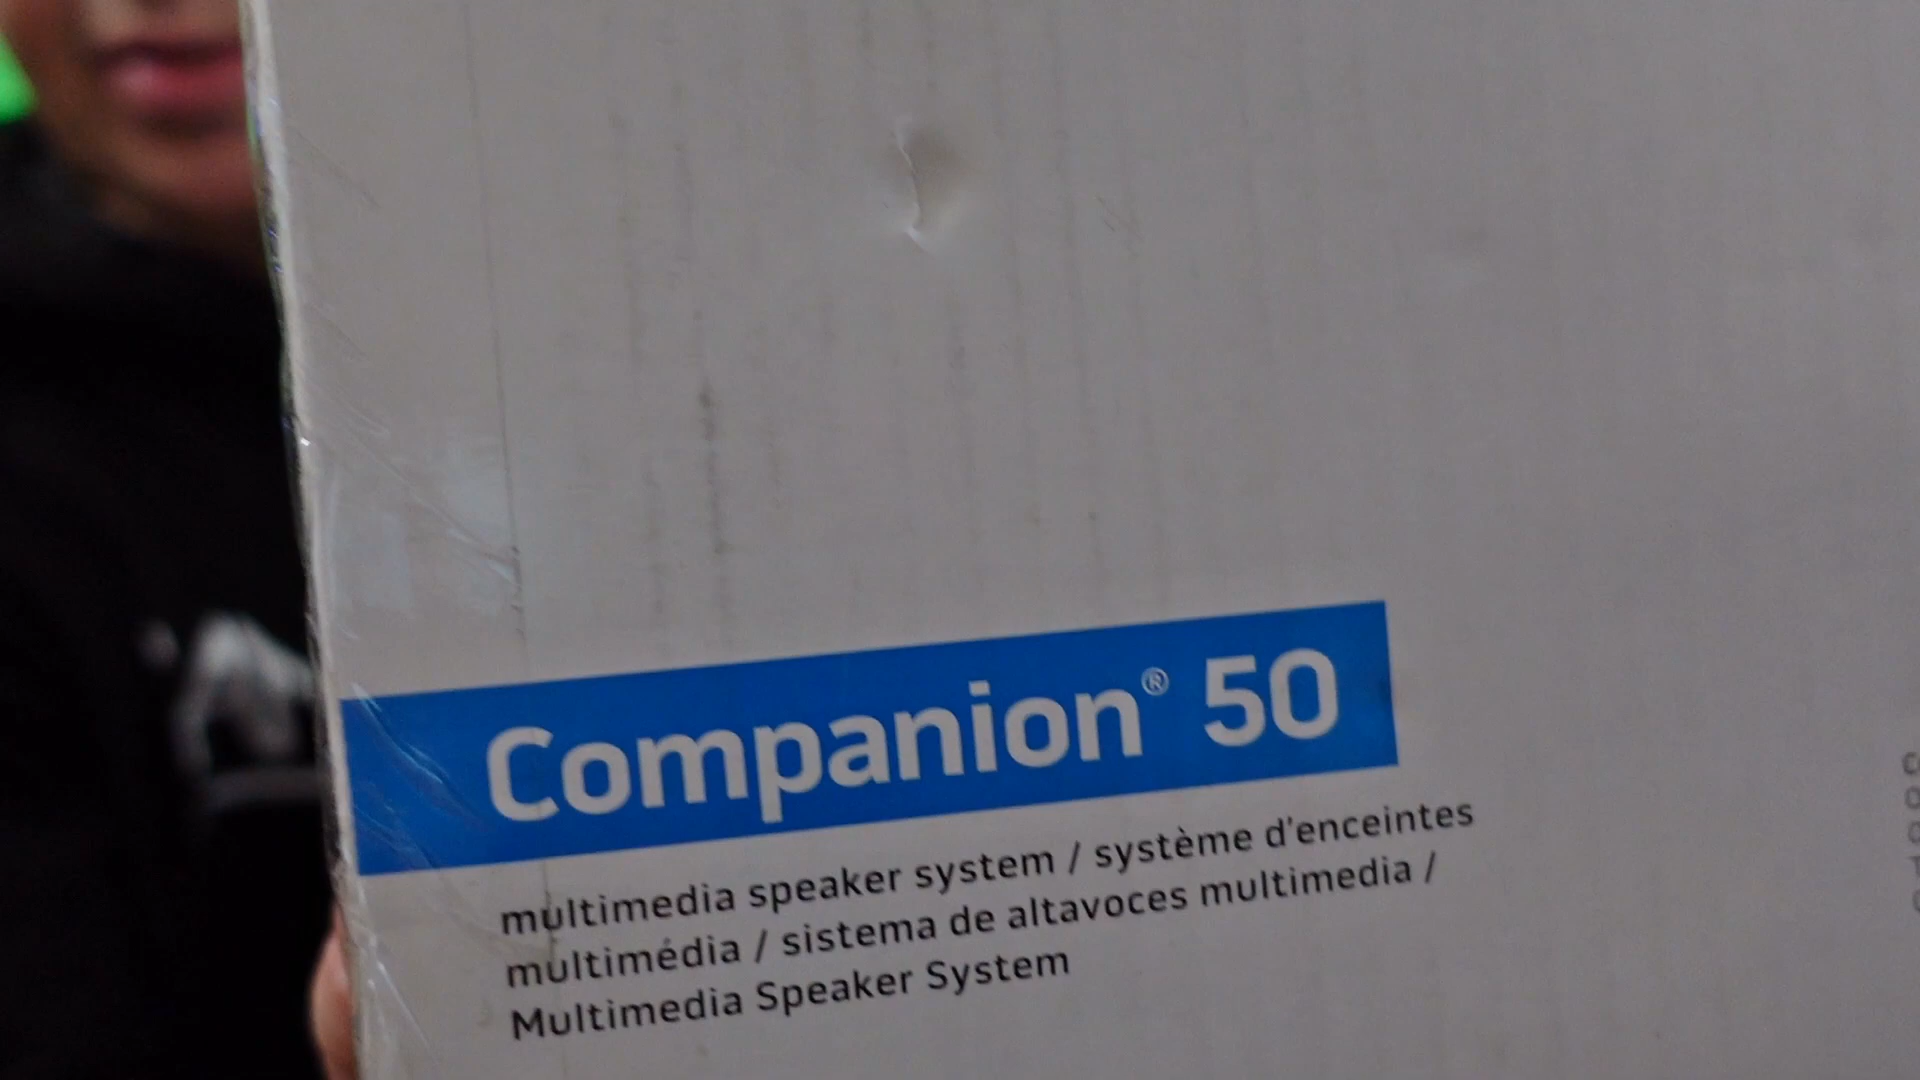 Companion® 50
multimedia speaker system / système d'enceintes
multimédia / sistema de altavoces multimedia /
Multimedia Speaker System